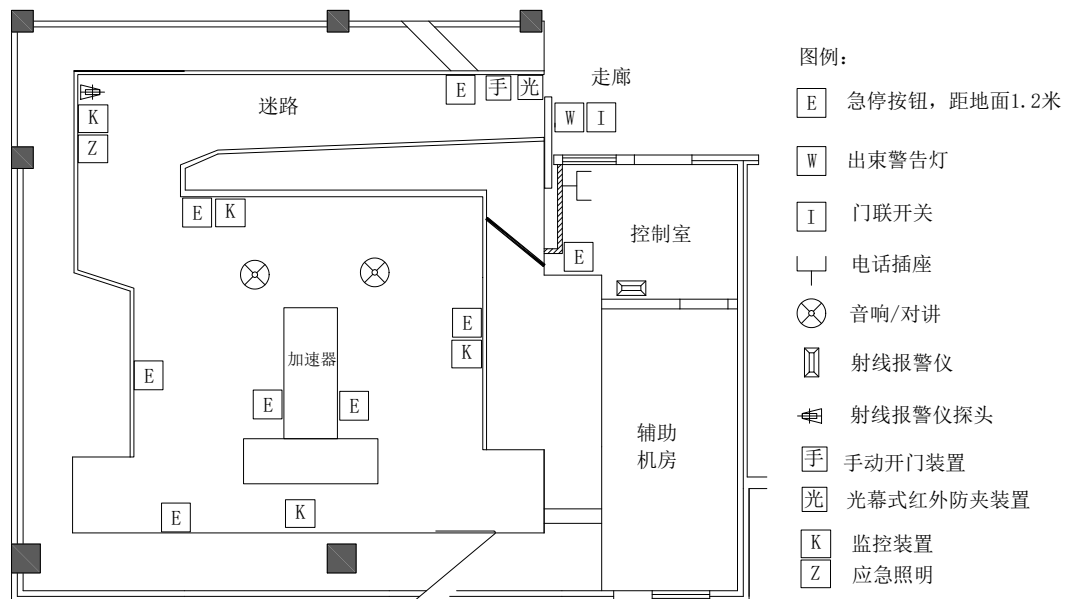 图例：
走廊
E 手 光
E 急停按钮，距地面1.2米
迷路
K
W I
Z
W 出束警告灯
E K
I 门联开关
控制室
E
电话插座
音响/对讲
E
K
加速器
射线报警仪
E
E E
射线报警仪探头
辅助
机房
手 手动开门装置
光 光幕式红外防夹装置
E K
K 监控装置
Z 应急照明